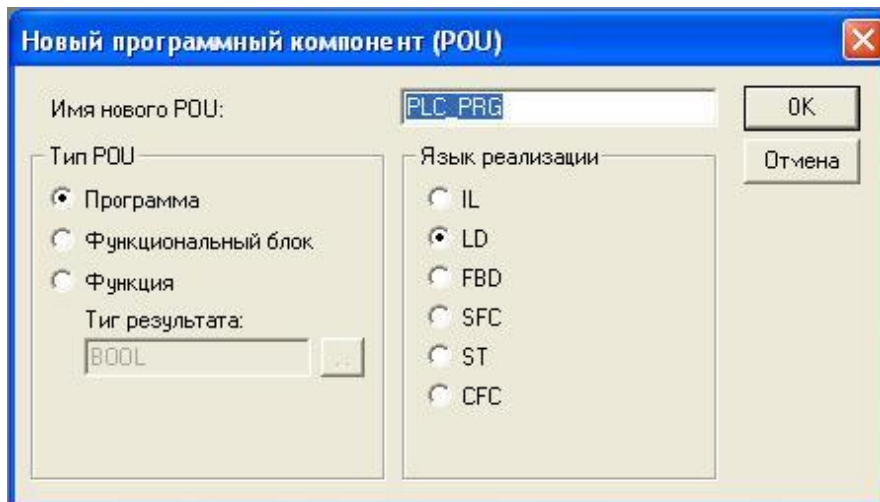 Новый программный компонент (POU)
Имя нового POU:
PLC_PRG
OK
Отмена
Тип POU
Программа
Функциональный блок
Функция
Тип результата:
BOOL
...
Язык реализации
IL
LD
FBD
SFC
ST
CFC